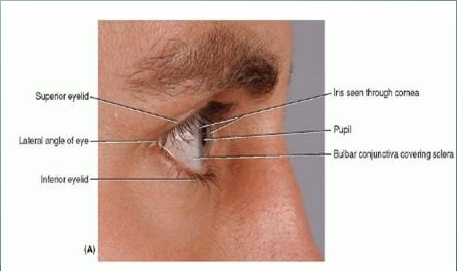 Superior eyelid
Lateral angle of eye
Inferior eyelid
Iris seen through cornea
Pupil
Bulbar conjunctiva covering sclera
(A)